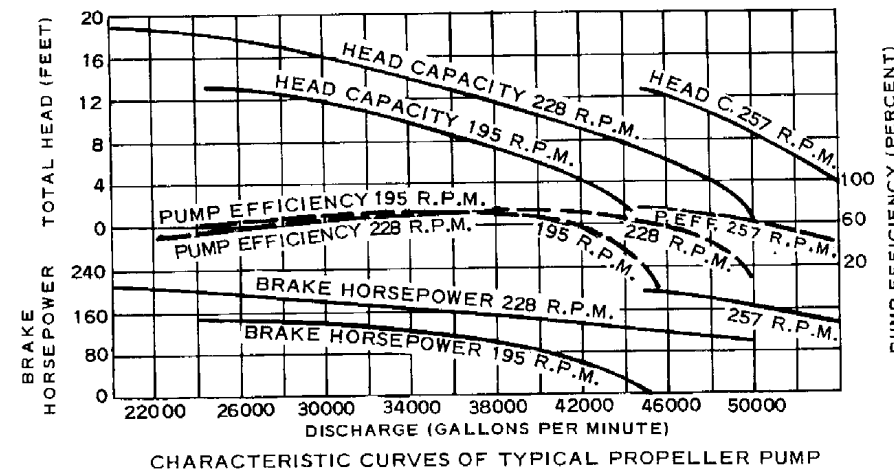 TOTAL HEAD (FEET)
20
16
12
8
4
0
HEAD CAPACITY 228 R.P.M.
HEAD CAPACITY 195 R.P.M.
HEAD C. 257 R.P.M.
PUMP EFFICIENCY 195 R.P.M.
PUMP EFFICIENCY 228 R.P.M.
195 R.P.M.
228 R.P.M.
P.EFF. 257 R.P.M.
100
60
20
PUMP EFFICIENCY (PERCENT)
BRAKE
HORSEPOWER
240
160
80
0
BRAKE HORSEPOWER 228 R.P.M.
BRAKE HORSEPOWER 195 R.P.M.
257 R.P.M.
22000 26000 30000 34000 38000 42000 46000 50000
DISCHARGE (GALLONS PER MINUTE)
CHARACTERISTIC CURVES OF TYPICAL PROPELLER PUMP